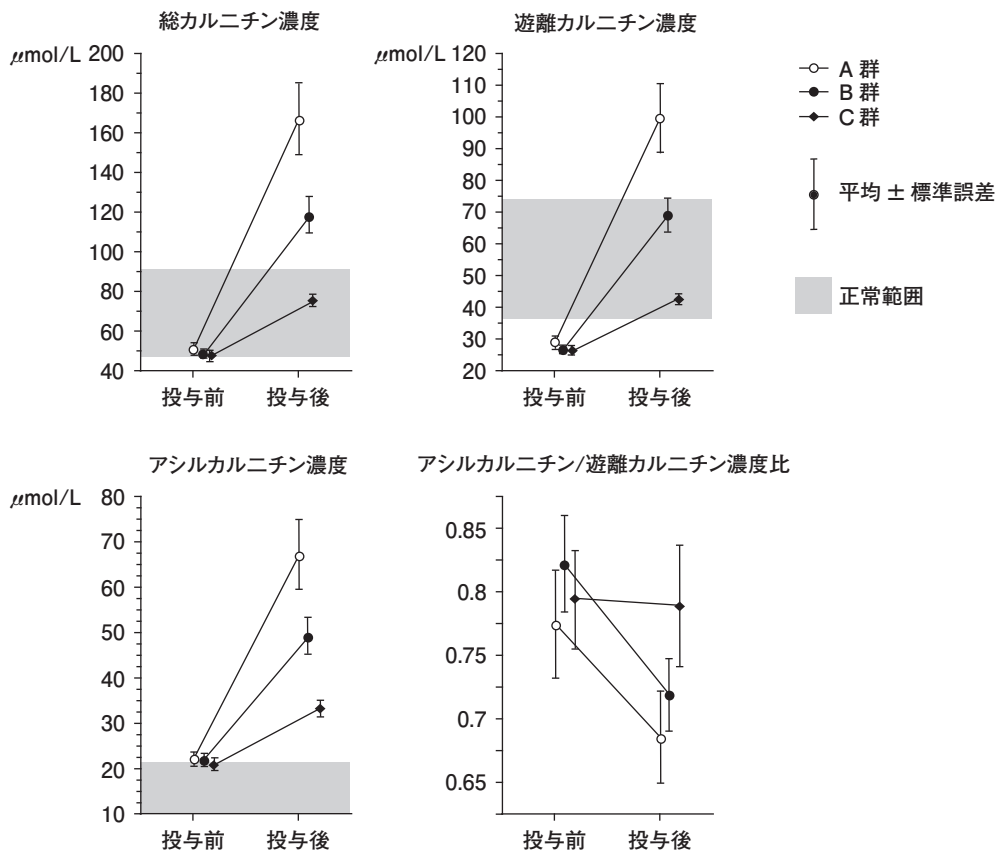 総カルニチン濃度
μmol/L 200
180
160
140
120
100
80
60
40
投与前 投与後
遊離カルニチン濃度
μmol/L 120
110
100
90
80
70
60
50
40
30
20
投与前 投与後
A 群
B 群
C 群
平均 ± 標準誤差
正常範囲
アシルカルニチン濃度
μmol/L 80
70
60
50
40
30
20
10
投与前 投与後
アシルカルニチン/遊離カルニチン濃度比
0.85
0.8
0.75
0.7
0.65
投与前 投与後